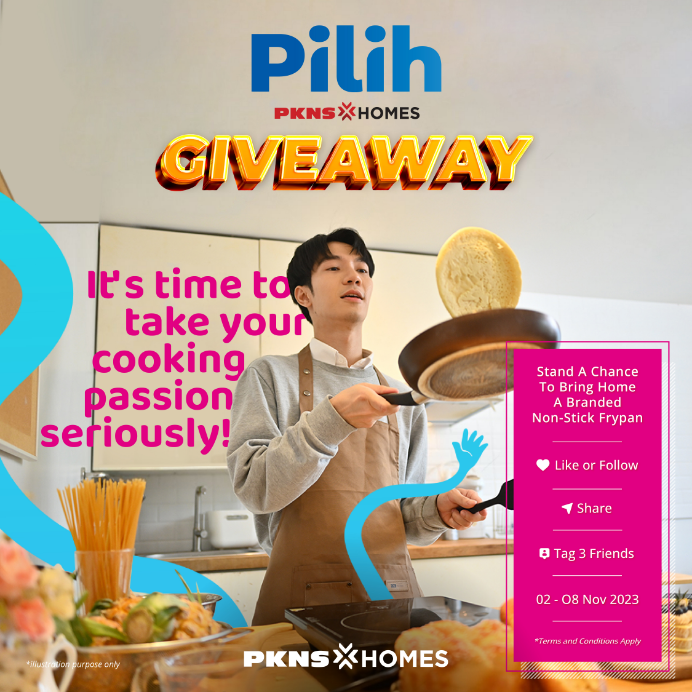 Pilih
PKNS HOMES
GIVEAWAY
It's time to
take your
cooking
passion
seriously!
Stand A Chance
To Bring Home
A Branded
Non-Stick Frypan
Like or Follow
Share
Tag 3 Friends
02 - 08 Nov 2023
*Terms and Conditions Apply
*Illustration purpose only
PKNS HOMES